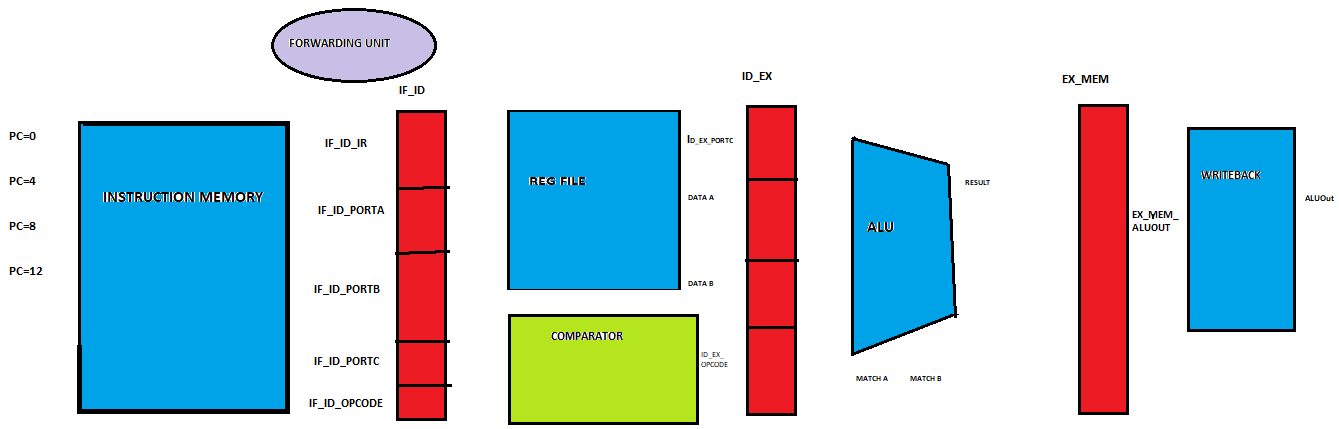 FORWARDING UNIT
IF_ID
ID_EX
EX_MEM
PC=0
PC=4
PC=8
PC=12
INSTRUCTION MEMORY
IF_ID_IR
IF_ID_PORTA
IF_ID_PORTB
IF_ID_PORTC
IF_ID_OPCODE
REG FILE
COMPARATOR
ID_EX_PORTC
DATA A
DATA B
ID_EX_
OPCODE
ALU
RESULT
MATCH A
MATCH B
EX_MEM_
ALUOUT
WRITEBACK
ALUOut